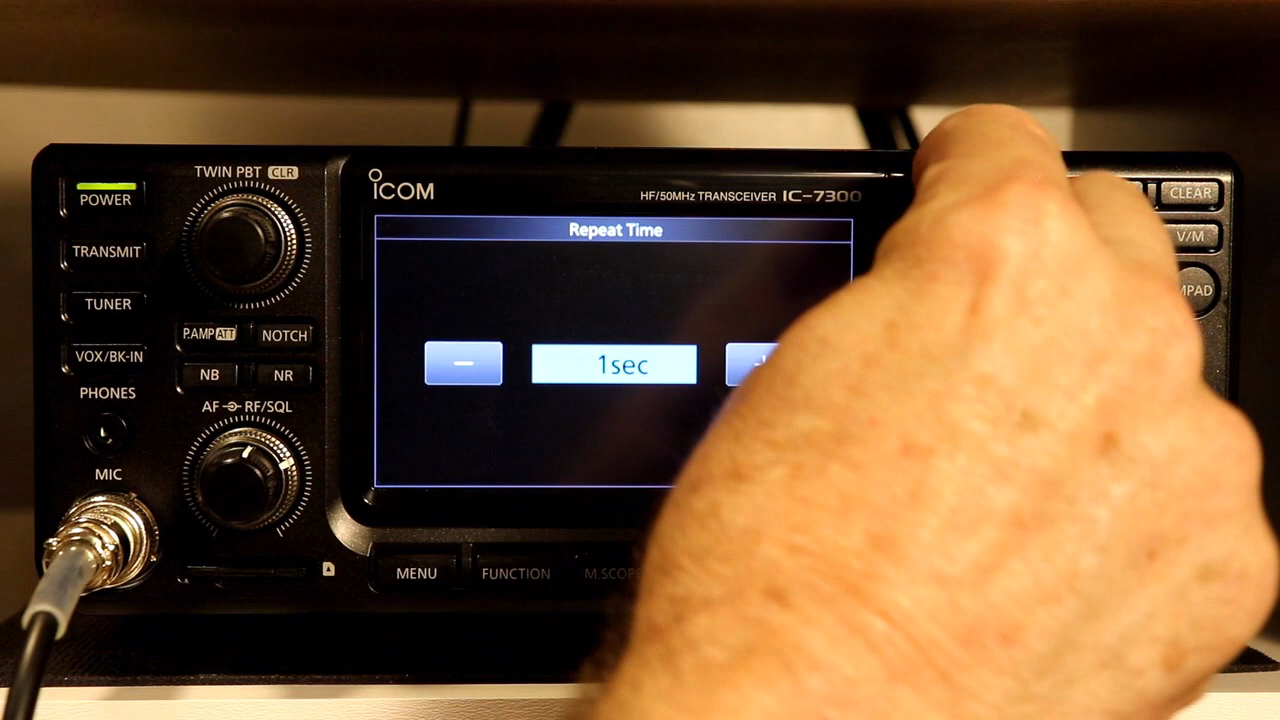 POWER
TRANSMIT
TUNER
VOX/BK-IN
PHONES
MIC
TWIN PBT CLR
P.AMP ATT
NOTCH
NB
NR
AF RF/SQL
ICOM
HF/50MHz TRANSCEIVER IC-7300
Repeat Time
−
1sec
MENU
FUNCTION
CLEAR
V/M